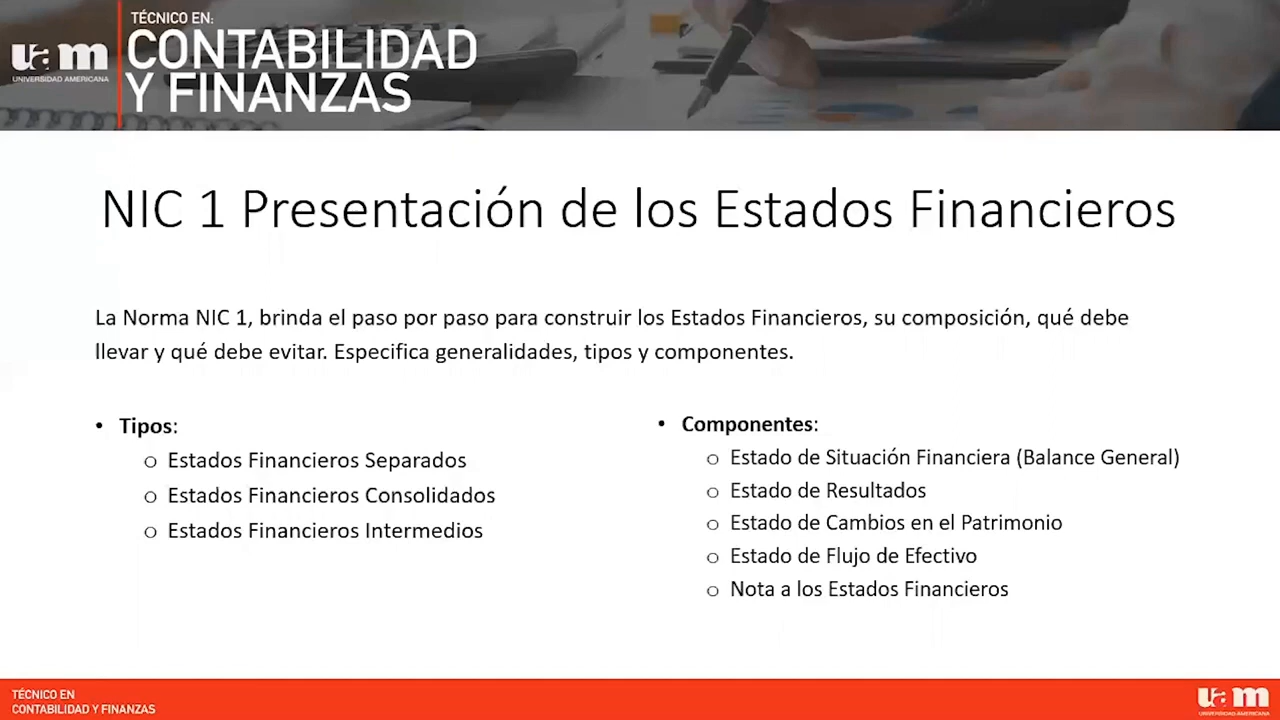 TÉCNICO EN:
uam
CONTABILIDAD
UNIVERSIDAD AMERICANA
Y FINANZAS
NIC 1 Presentación de los Estados Financieros
La Norma NIC 1, brinda el paso por paso para construir los Estados Financieros, su composición, qué debe
llevar y qué debe evitar. Especifica generalidades, tipos y componentes.
• Tipos:
o Estados Financieros Separados
o Estados Financieros Consolidados
o Estados Financieros Intermedios
• Componentes:
o Estado de Situación Financiera (Balance General)
o Estado de Resultados
o Estado de Cambios en el Patrimonio
o Estado de Flujo de Efectivo
o Nota a los Estados Financieros
TÉCNICO EN
CONTABILIDAD Y FINANZAS
uam
UNIVERSIDAD AMERICANA